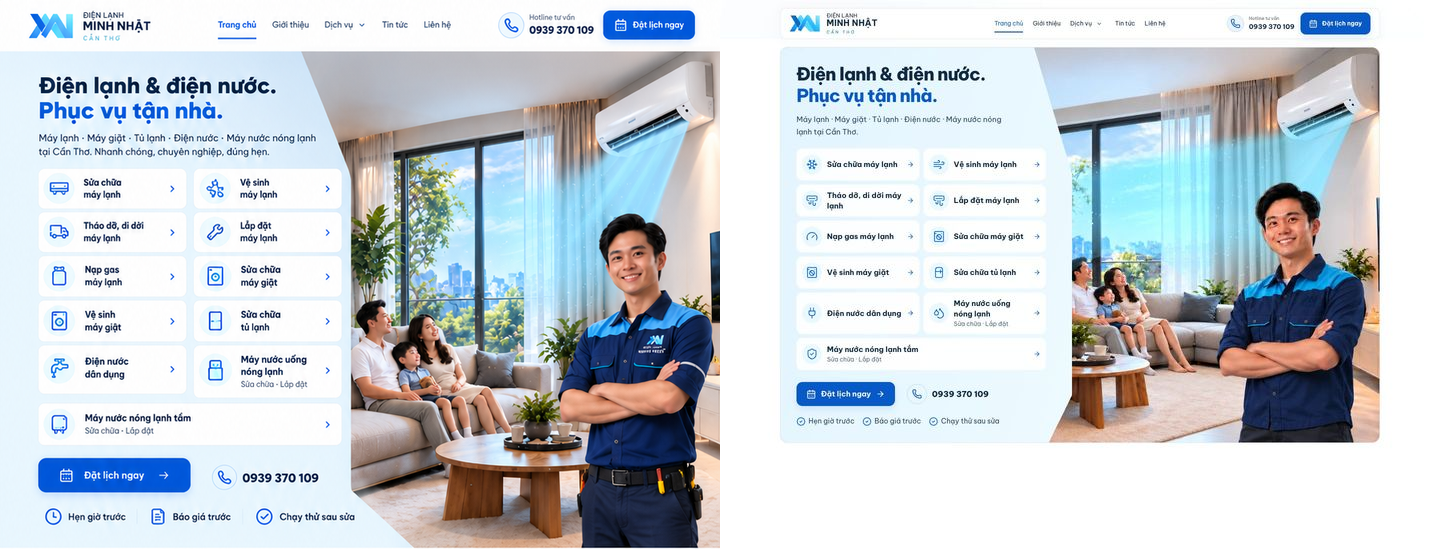 ĐIỆN LẠNH
MINH NHẬT
CẦN THƠ
Trang chủ
Giới thiệu
Dịch vụ
Tin tức
Liên hệ
Hotline tư vấn
0939 370 109
Đặt lịch ngay
Điện lạnh & điện nước.
Phục vụ tận nhà.
Máy lạnh · Máy giặt · Tủ lạnh · Điện nước · Máy nước nóng lạnh
tại Cần Thơ. Nhanh chóng, chuyên nghiệp, đúng hẹn.
Sửa chữa
máy lạnh
Vệ sinh
máy lạnh
Tháo dỡ, di dời
máy lạnh
Lắp đặt
máy lạnh
Nạp gas
máy lạnh
Sửa chữa
máy giặt
Vệ sinh
máy giặt
Sửa chữa
tủ lạnh
Điện nước
dân dụng
Máy nước uống
nóng lạnh
Sửa chữa · Lắp đặt
Máy nước nóng lạnh tắm
Sửa chữa · Lắp đặt
Đặt lịch ngay
0939 370 109
Hẹn giờ trước
Báo giá trước
Chạy thử sau sửa
ĐIỆN LẠNH
MINH NHẬT
CẦN THƠ
Trang chủ
Giới thiệu
Dịch vụ
Tin tức
Liên hệ
Hotline tư vấn
0939 370 109
Đặt lịch ngay
Điện lạnh & điện nước.
Phục vụ tận nhà.
Máy lạnh · Máy giặt · Tủ lạnh · Điện nước · Máy nước nóng
lạnh tại Cần Thơ.
Sửa chữa máy lạnh
Vệ sinh máy lạnh
Tháo dỡ, di dời máy
lạnh
Lắp đặt máy lạnh
Nạp gas máy lạnh
Sửa chữa máy giặt
Vệ sinh máy giặt
Sửa chữa tủ lạnh
Điện nước dân dụng
Máy nước uống
nóng lạnh
Sửa chữa · Lắp đặt
Máy nước nóng lạnh tắm
Sửa chữa · Lắp đặt
Đặt lịch ngay
0939 370 109
Hẹn giờ trước
Báo giá trước
Chạy thử sau sửa